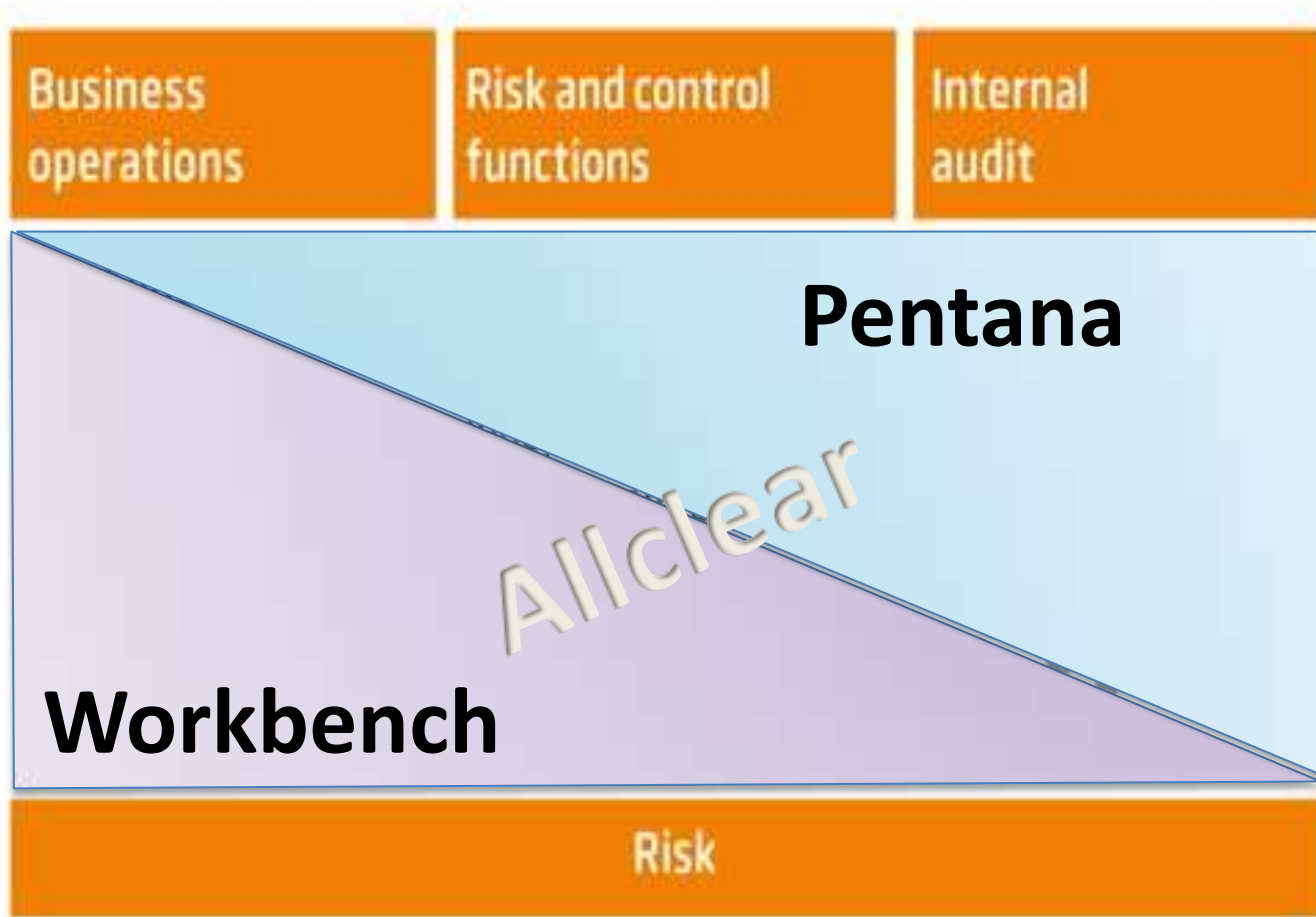 Business
operations
Risk and control
functions
Internal
audit
Pentana
Allclear
Workbench
Risk